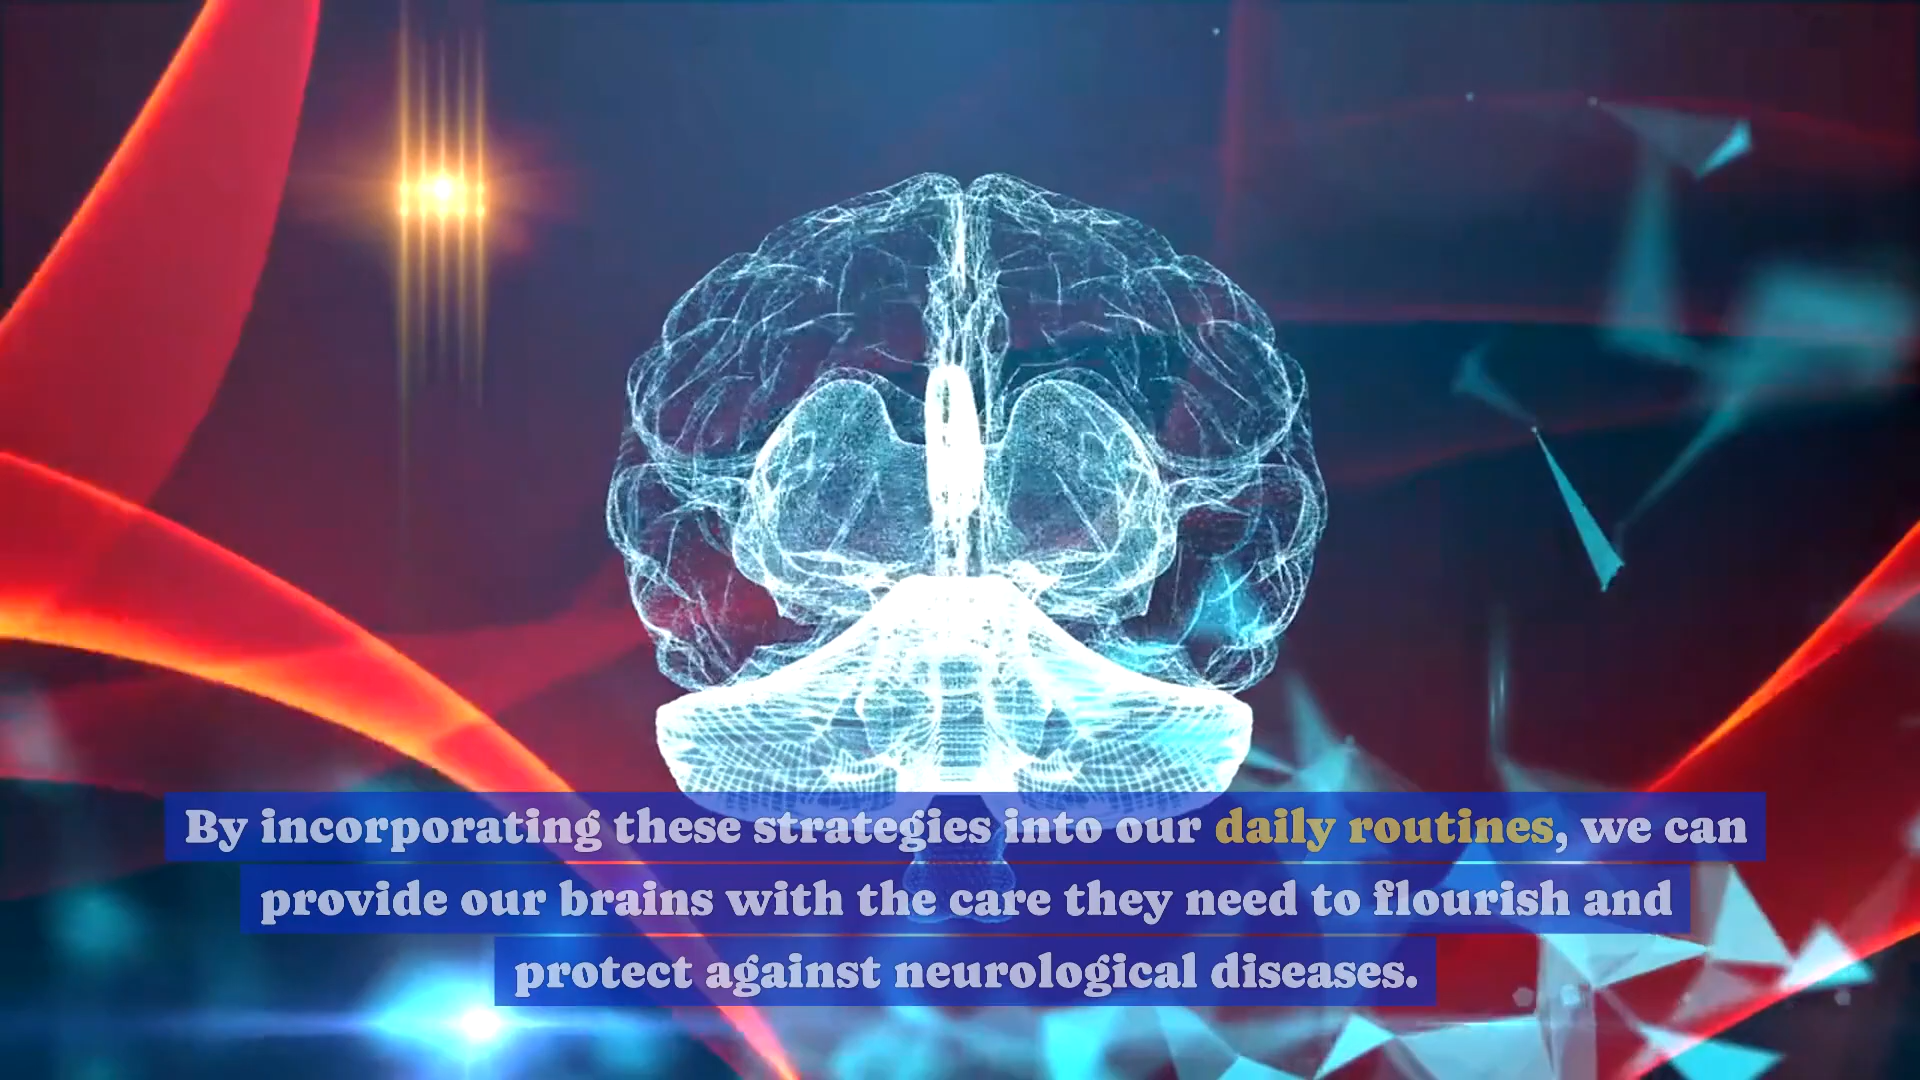 By incorporating these strategies into our daily routines, we can
provide our brains with the care they need to flourish and
protect against neurological diseases.